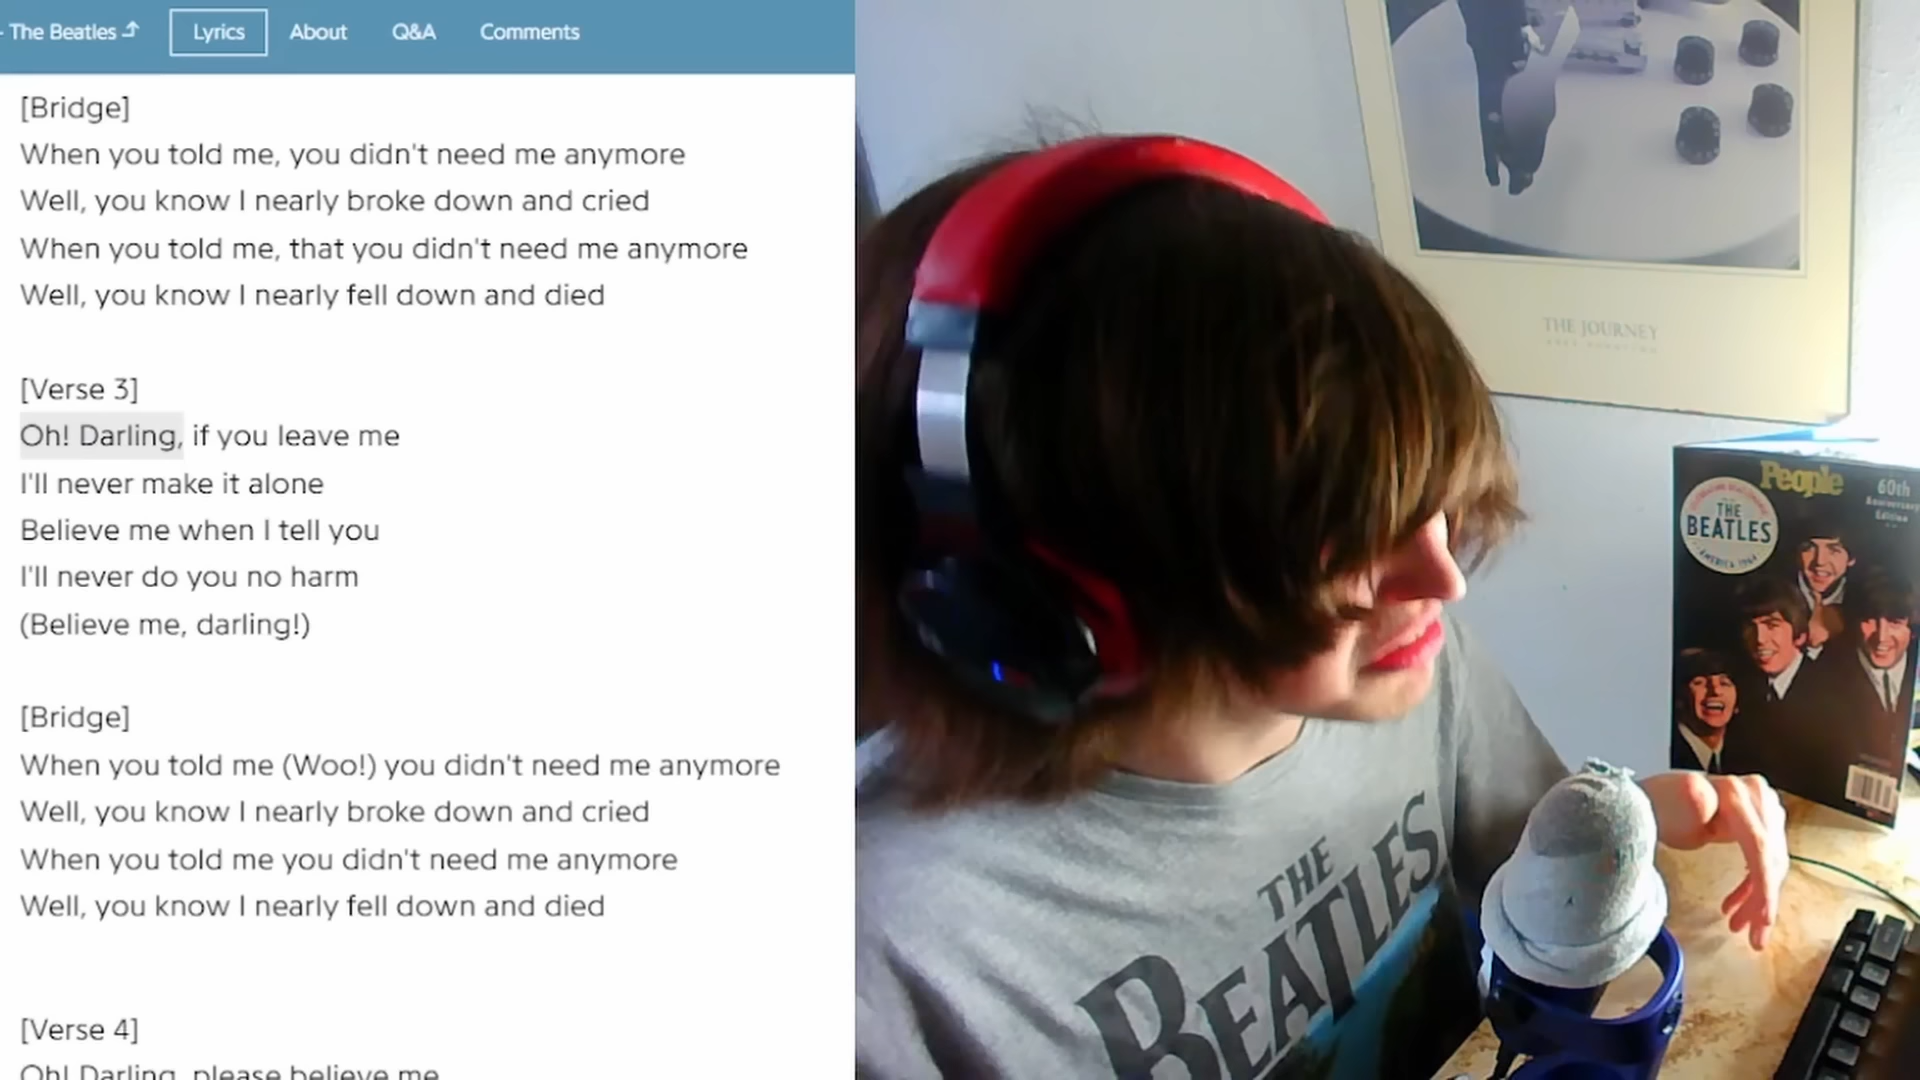 - The Beatles
Lyrics
About
Q&A
Comments
[Bridge]
When you told me, you didn't need me anymore
Well, you know I nearly broke down and cried
When you told me, that you didn't need me anymore
Well, you know I nearly fell down and died
[Verse 3]
Oh! Darling, if you leave me
I'll never make it alone
Believe me when I tell you
I'll never do you no harm
(Believe me, darling!)
[Bridge]
When you told me (Woo!) you didn't need me anymore
Well, you know I nearly broke down and cried
When you told me you didn't need me anymore
Well, you know I nearly fell down and died
[Verse 4]
Oh! Darling, please believe me
THE JOURNEY
People
60th
Anniversary
Edition
THE
BEATLES
AMERICA 1964
THE
BEATLES